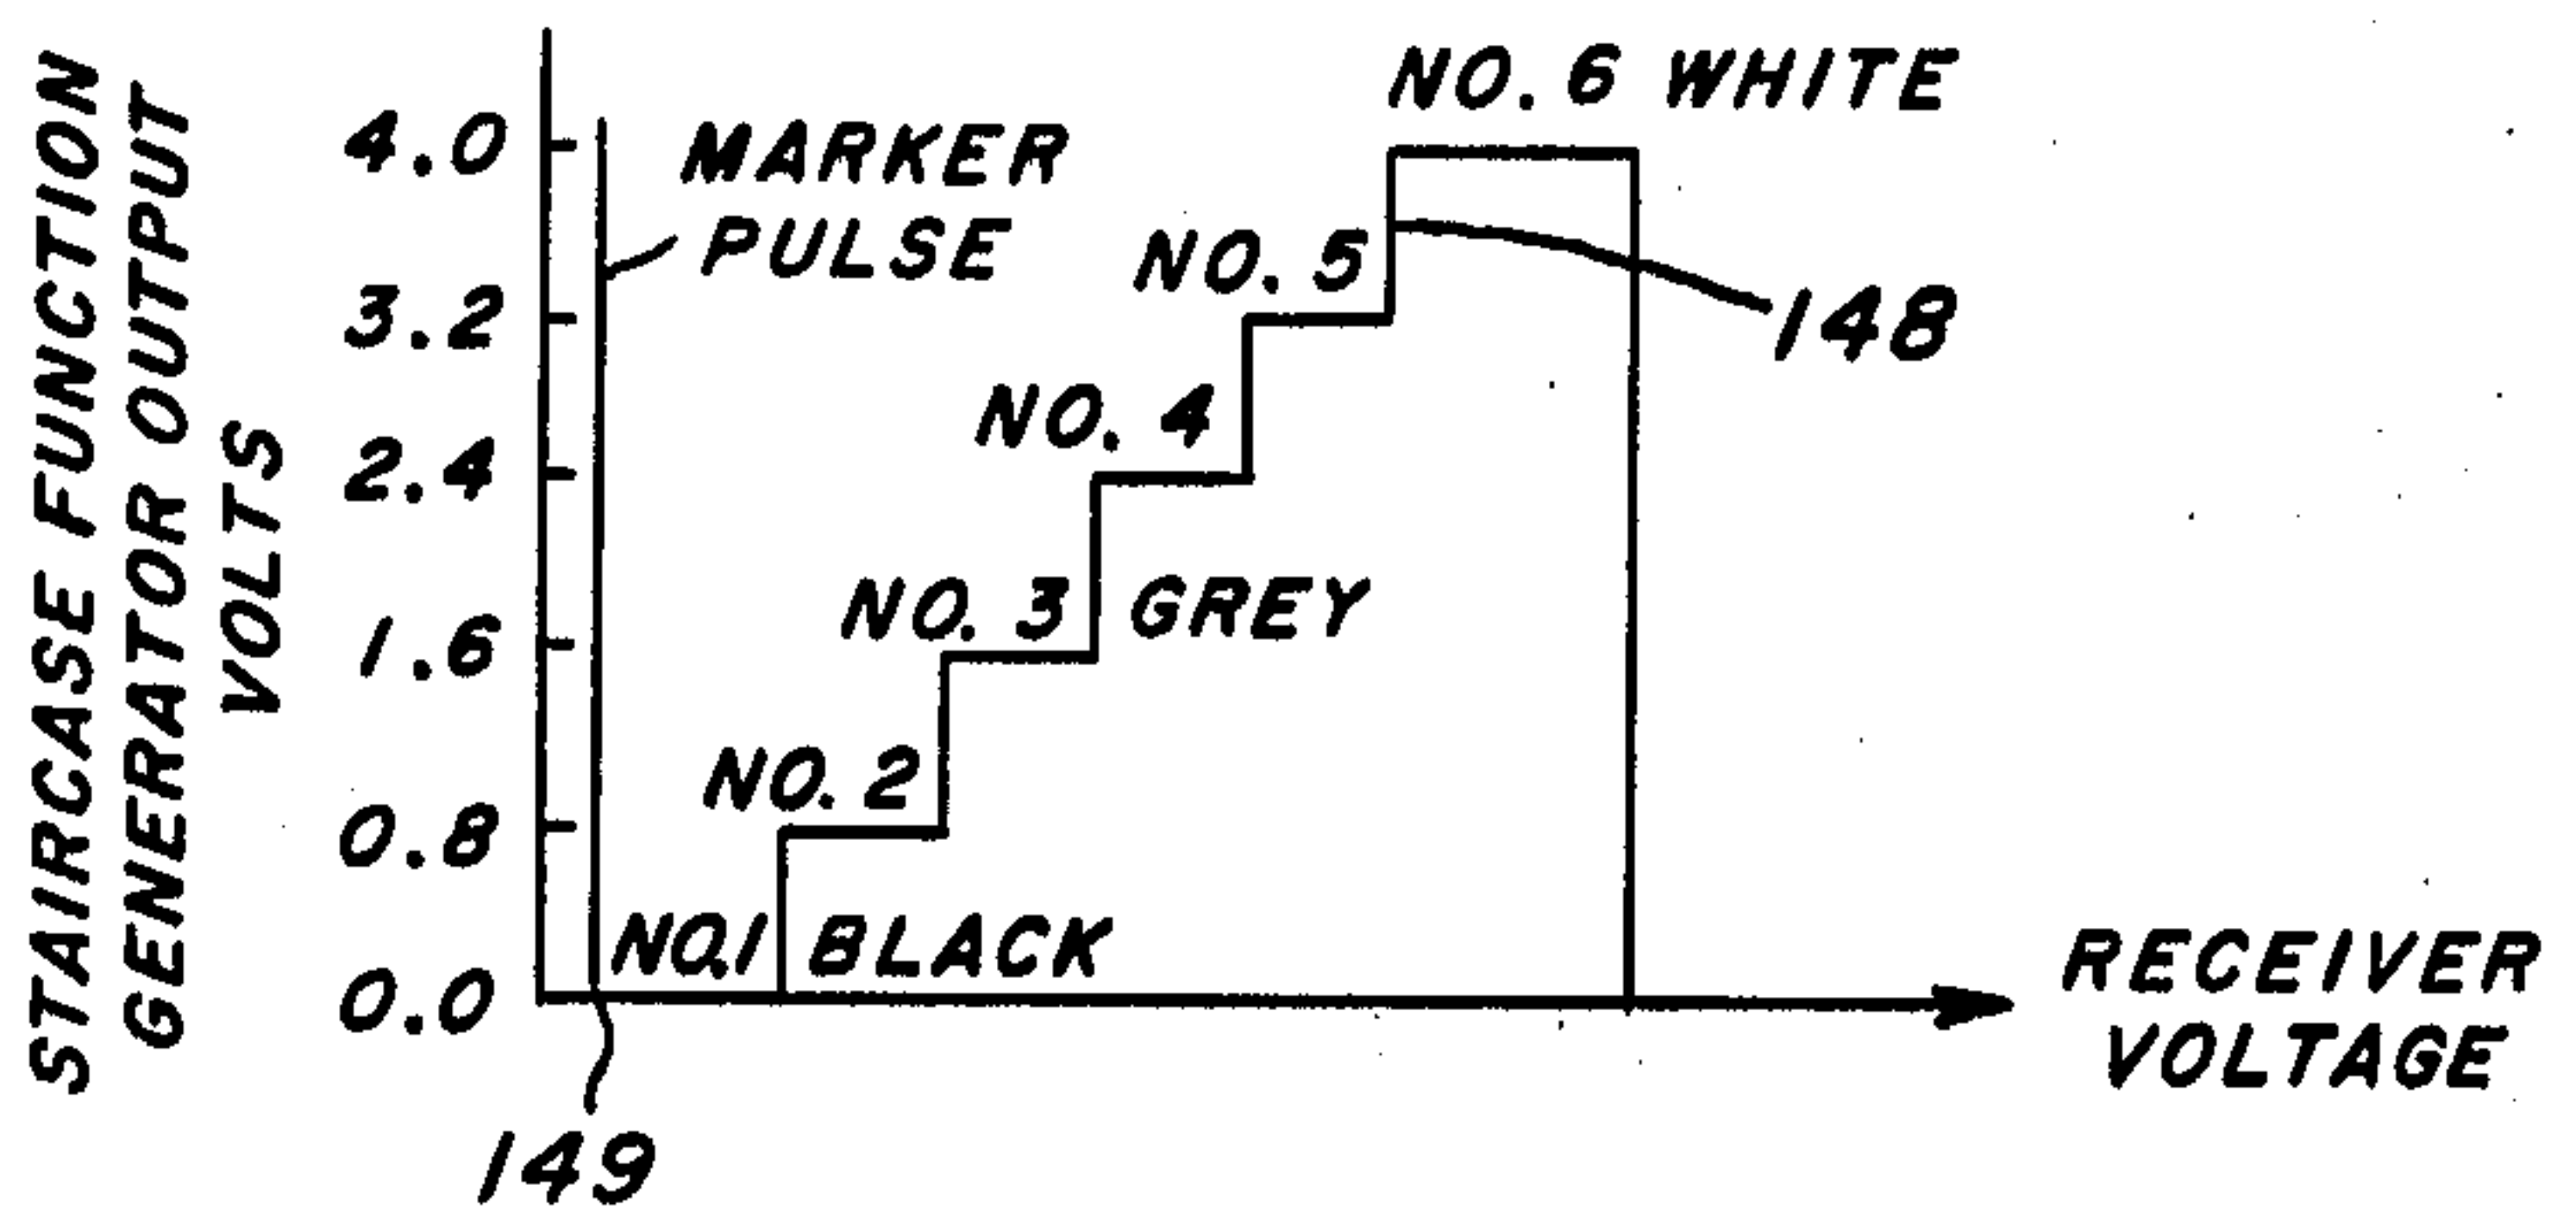 STAIRCASE FUNCTION
GENERATOR OUTPUT
VOLTS
4.0
3.2
2.4
1.6
0.8
0.0
MARKER
PULSE
NO. 6 WHITE
NO. 5
148
NO. 4
NO. 3 GREY
NO. 2
NO.1 BLACK
RECEIVER
VOLTAGE
149